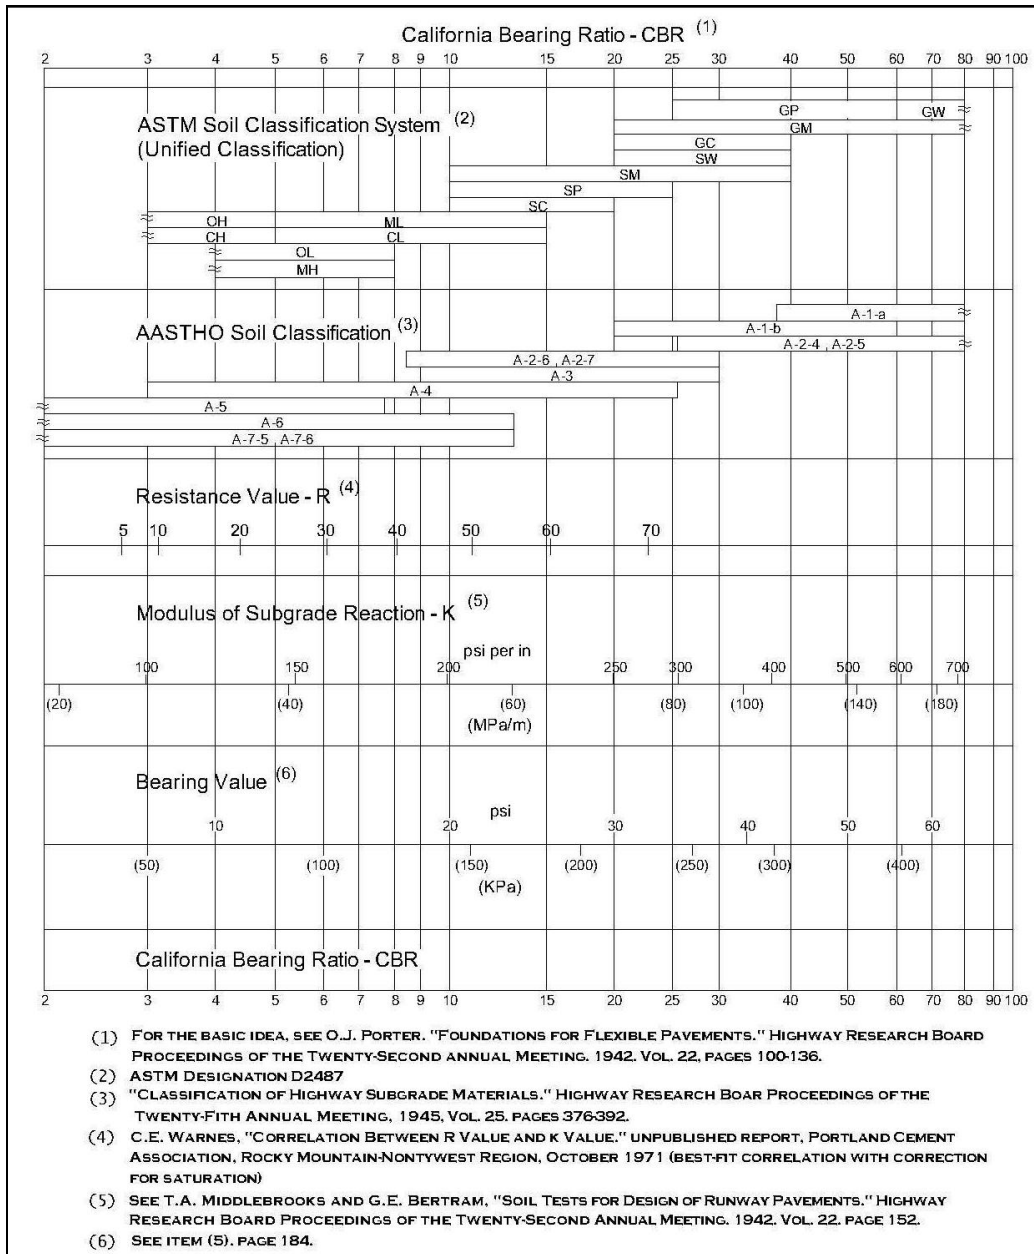 California Bearing Ratio - CBR (1)
2 3 4 5 6 7 8 9 10 15 20 25 30 40 50 60 70 80 90 100
ASTM Soil Classification System (2)
(Unified Classification)
GP GW
GM
GC
SW
SM
SP
SC
OH ML
CH CL
OL
MH
AASTHO Soil Classification (3)
A-1-a
A-1-b
A-2-4 , A-2-5
A-2-6 , A-2-7
A-3
A-4
A-5
A-6
A-7-5 , A-7-6
Resistance Value - R (4)
5 10 20 30 40 50 60 70
Modulus of Subgrade Reaction - K (5)
psi per in
100 150 200 250 300 400 500 600 700
(20) (40) (60) (80) (100) (140) (180)
(MPa/m)
Bearing Value (6)
psi
10 20 30 40 50 60
(50) (100) (150) (200) (250) (300) (400)
(KPa)
California Bearing Ratio - CBR
2 3 4 5 6 7 8 9 10 15 20 25 30 40 50 60 70 80 90 100
(1) FOR THE BASIC IDEA, SEE O.J. PORTER. "FOUNDATIONS FOR FLEXIBLE PAVEMENTS." HIGHWAY RESEARCH BOARD
PROCEEDINGS OF THE TWENTY-SECOND ANNUAL MEETING. 1942. VOL. 22, PAGES 100-136.
(2) ASTM DESIGNATION D2487
(3) "CLASSIFICATION OF HIGHWAY SUBGRADE MATERIALS." HIGHWAY RESEARCH BOAR PROCEEDINGS OF THE
TWENTY-FITH ANNUAL MEETING, 1945, VOL. 25. PAGES 376-392.
(4) C.E. WARNES, "CORRELATION BETWEEN R VALUE AND K VALUE." UNPUBLISHED REPORT, PORTLAND CEMENT
ASSOCIATION, ROCKY MOUNTAIN-NONTYWEST REGION, OCTOBER 1971 (BEST-FIT CORRELATION WITH CORRECTION
FOR SATURATION)
(5) SEE T.A. MIDDLEBROOKS AND G.E. BERTRAM, "SOIL TESTS FOR DESIGN OF RUNWAY PAVEMENTS." HIGHWAY
RESEARCH BOARD PROCEEDINGS OF THE TWENTY-SECOND ANNUAL MEETING. 1942. VOL. 22. PAGE 152.
(6) SEE ITEM (5). PAGE 184.